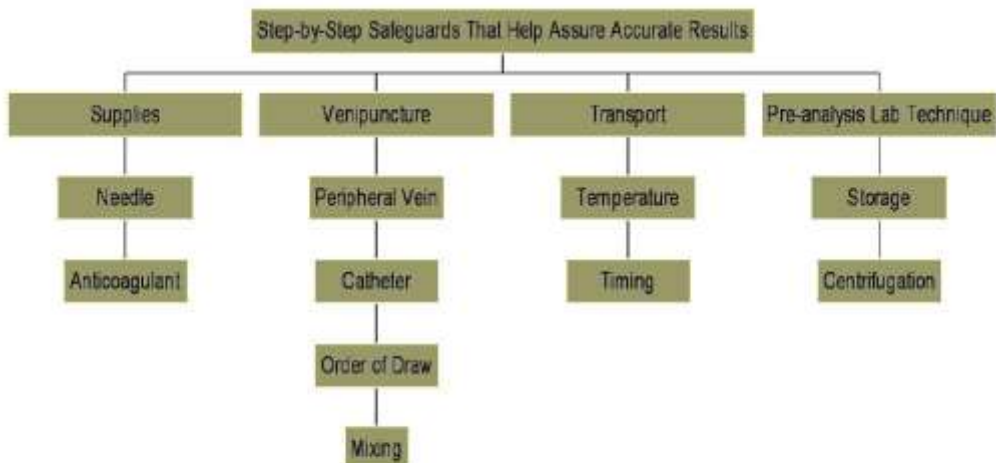 Step-by-Step Safeguards That Help Assure Accurate Results
Supplies
Venipuncture
Transport
Pre-analysis Lab Technique
Needle
Peripheral Vein
Temperature
Storage
Anticoagulant
Catheter
Timing
Centrifugation
Order of Draw
Mixing